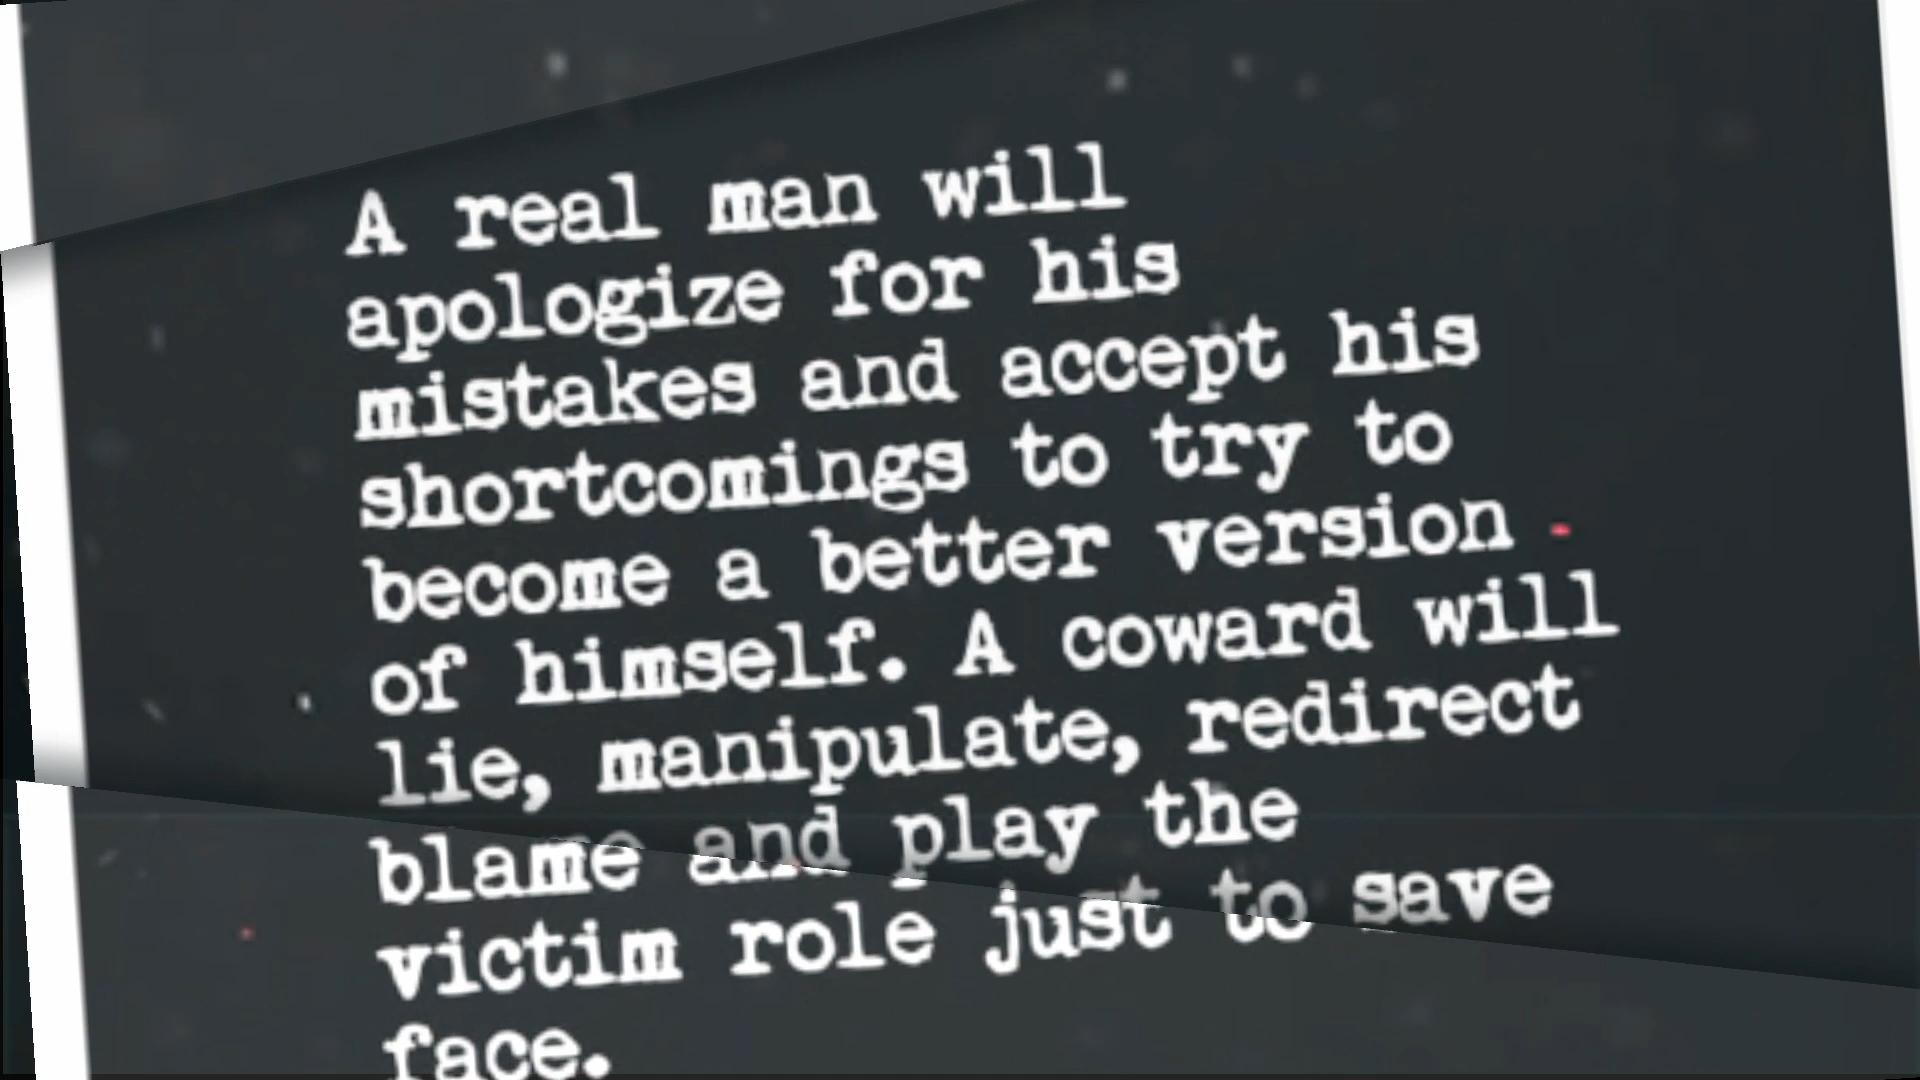 A real man will
apologize for his
mistakes and accept his
shortcomings to try to
become a better version
of himself. A coward will
lie, manipulate, redirect
blame and play the
victim role just to save
face.